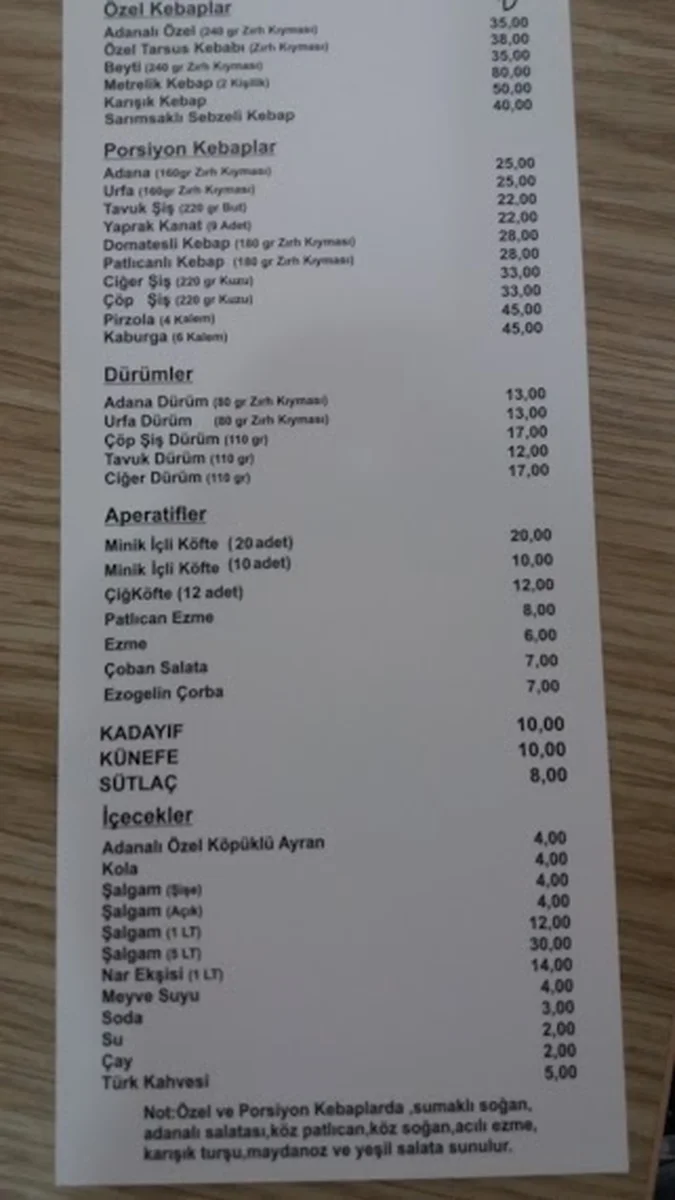 Özel Kebaplar
Adanalı Özel (240 gr Zırh Kıyması) 35,00
Özel Tarsus Kebabı (Zırh Kıyması) 38,00
Beyti (240 gr Zırh Kıyması) 35,00
Metrelik Kebap (2 Kişilik) 80,00
Karışık Kebap 50,00
Sarımsaklı Sebzeli Kebap 40,00
Porsiyon Kebaplar
Adana (160gr Zırh Kıyması) 25,00
Urfa (160gr Zırh Kıyması) 25,00
Tavuk Şiş (220 gr But) 22,00
Yaprak Kanat (9 Adet) 22,00
Domatesli Kebap (180 gr Zırh Kıyması) 28,00
Patlıcanlı Kebap (180 gr Zırh Kıyması) 28,00
Ciğer Şiş (220 gr Kuzu) 33,00
Çöp Şiş (220 gr Kuzu) 33,00
Pirzola (4 Kalem) 45,00
Kaburga (6 Kalem) 45,00
Dürümler
Adana Dürüm (80 gr Zırh Kıyması) 13,00
Urfa Dürüm (80 gr Zırh Kıyması) 13,00
Çöp Şiş Dürüm (110 gr) 17,00
Tavuk Dürüm (110 gr) 12,00
Ciğer Dürüm (110 gr) 17,00
Aperatifler
Minik İçli Köfte (20 adet) 20,00
Minik İçli Köfte (10 adet) 10,00
ÇiğKöfte (12 adet) 12,00
Patlıcan Ezme 8,00
Ezme 6,00
Çoban Salata 7,00
Ezogelin Çorba 7,00
KADAYIF 10,00
KÜNEFE 10,00
SÜTLAÇ 8,00
İçecekler
Adanalı Özel Köpüklü Ayran 4,00
Kola 4,00
Şalgam (Şişe) 4,00
Şalgam (Açık) 4,00
Şalgam (1 LT) 12,00
Şalgam (5 LT) 30,00
Nar Ekşisi (1 LT) 14,00
Meyve Suyu 4,00
Soda 3,00
Su 2,00
Çay 2,00
Türk Kahvesi 5,00
Not:Özel ve Porsiyon Kebaplarda ,sumaklı soğan,
adanalı salatası,köz patlıcan,köz soğan,acılı ezme,
karışık turşu,maydanoz ve yeşil salata sunulur.